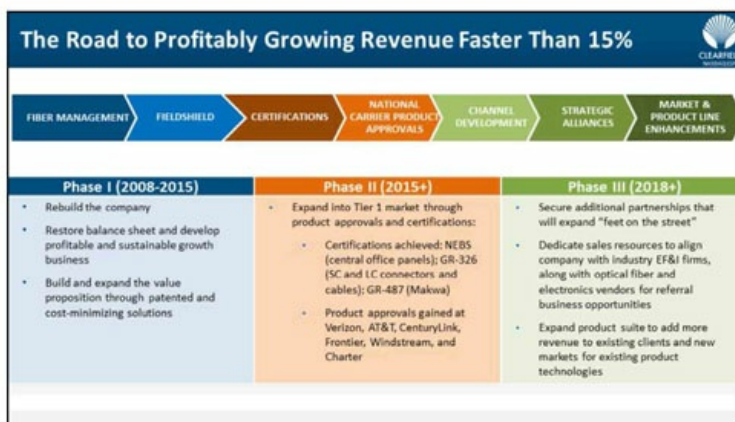 The Road to Profitably Growing Revenue Faster Than 15%
CLEARFIELD
FIBER MANAGEMENT
FIELDSHIELD
CERTIFICATIONS
NATIONAL
CARRIER PRODUCT
APPROVALS
CHANNEL
DEVELOPMENT
STRATEGIC
ALLIANCES
MARKET &
PRODUCT LINE
ENHANCEMENTS
Phase I (2008-2015)
• Rebuild the company
• Restore balance sheet and develop
profitable and sustainable growth
business
• Build and expand the value
proposition through patented and
cost-minimizing solutions
Phase II (2015+)
• Expand into Tier 1 market through
product approvals and certifications:
• Certifications achieved: NEBS
(central office panels); GR-326
(SC and LC connectors and
cables); GR-487 (Makwa)
• Product approvals gained at
Verizon, AT&T, CenturyLink,
Frontier, Windstream, and
Charter
Phase III (2018+)
• Secure additional partnerships that
will expand “feet on the street”
• Dedicate sales resources to align
company with industry EF&I firms,
along with optical fiber and
electronics vendors for referral
business opportunities
• Expand product suite to add more
revenue to existing clients and new
markets for existing product
technologies